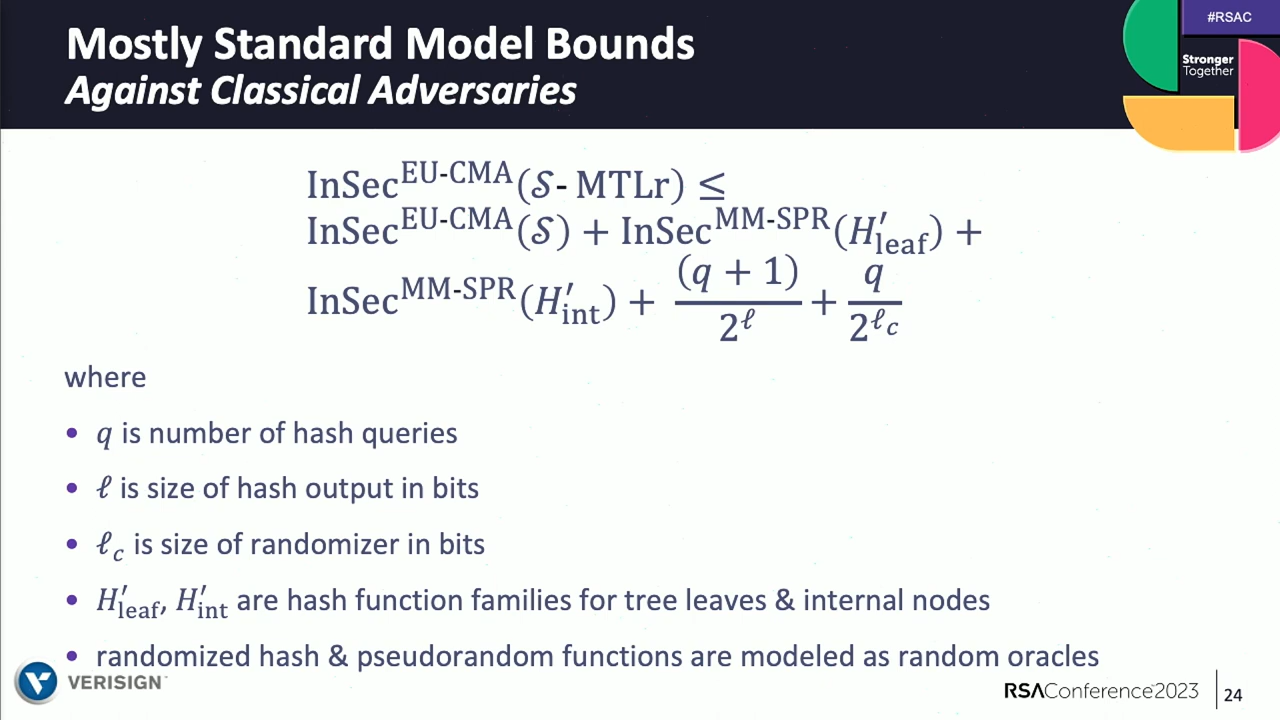 Mostly Standard Model Bounds
Against Classical Adversaries
#RSAC
Stronger
Together
InSec^EU-CMA(𝒮- MTLr) ≤
InSec^EU-CMA(𝒮) + InSec^MM-SPR(H′_leaf) +
InSec^MM-SPR(H′_int) + (q + 1)/2^ℓ + q/2^ℓ_c
where
• q is number of hash queries
• ℓ is size of hash output in bits
• ℓ_c is size of randomizer in bits
• H′_leaf, H′_int are hash function families for tree leaves & internal nodes
• randomized hash & pseudorandom functions are modeled as random oracles
VERISIGN
RSAConference2023
24